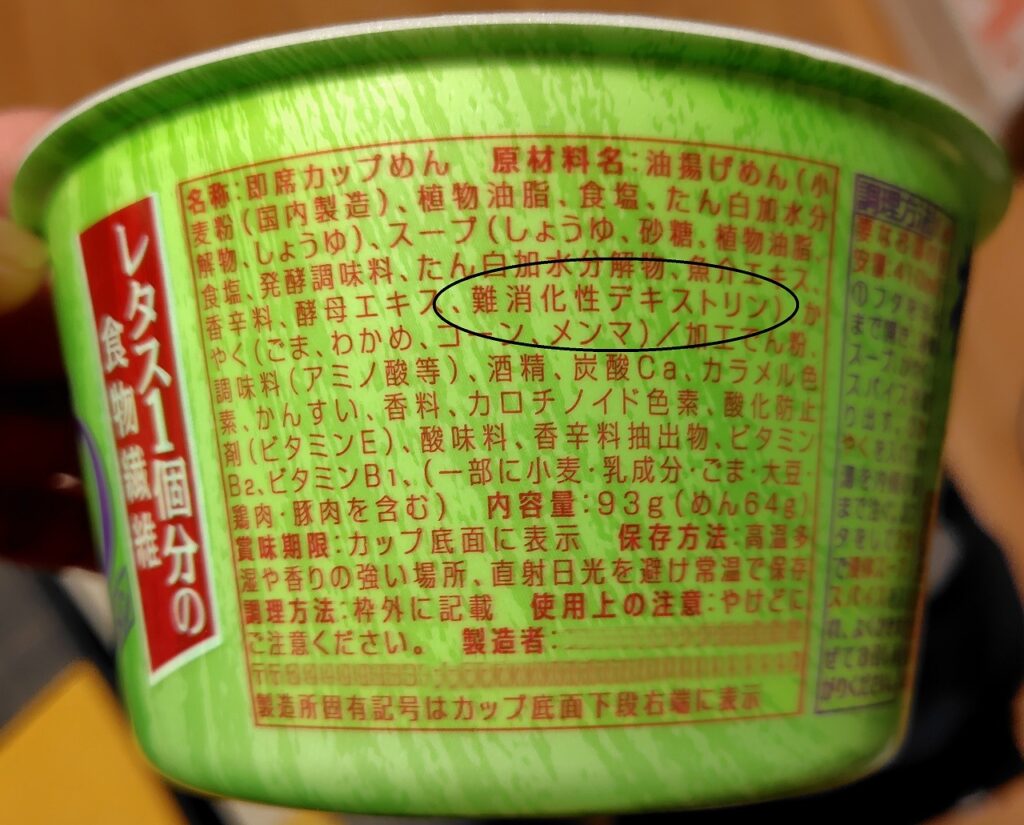 レタス1個分の
食物繊維
名称:即席カップめん 原材料名:油揚げめん(小
麦粉(国内製造)、植物油脂、食塩、たん白加水分
解物、しょうゆ)、スープ(しょうゆ、砂糖、植物油脂、
食塩、発酵調味料、たん白加水分解物、魚介エキス、
香辛料、酵母エキス、難消化性デキストリン)、か
やく(ごま、わかめ、コーン、メンマ)/加工でん粉、
調味料(アミノ酸等)、酒精、炭酸Ca、カラメル色
素、かんすい、香料、カロチノイド色素、酸化防止
剤(ビタミンE)、酸味料、香辛料抽出物、ビタミン
B2、ビタミンB1、(一部に小麦・乳成分・ごま・大豆・
鶏肉・豚肉を含む) 内容量:93g(めん64g)
賞味期限:カップ底面に表示 保存方法:高温多
湿や香りの強い場所、直射日光を避け常温で保存
調理方法:枠外に記載 使用上の注意:やけどに
ご注意ください。 製造者:
製造所固有記号はカップ底面下段右端に表示
調理方法